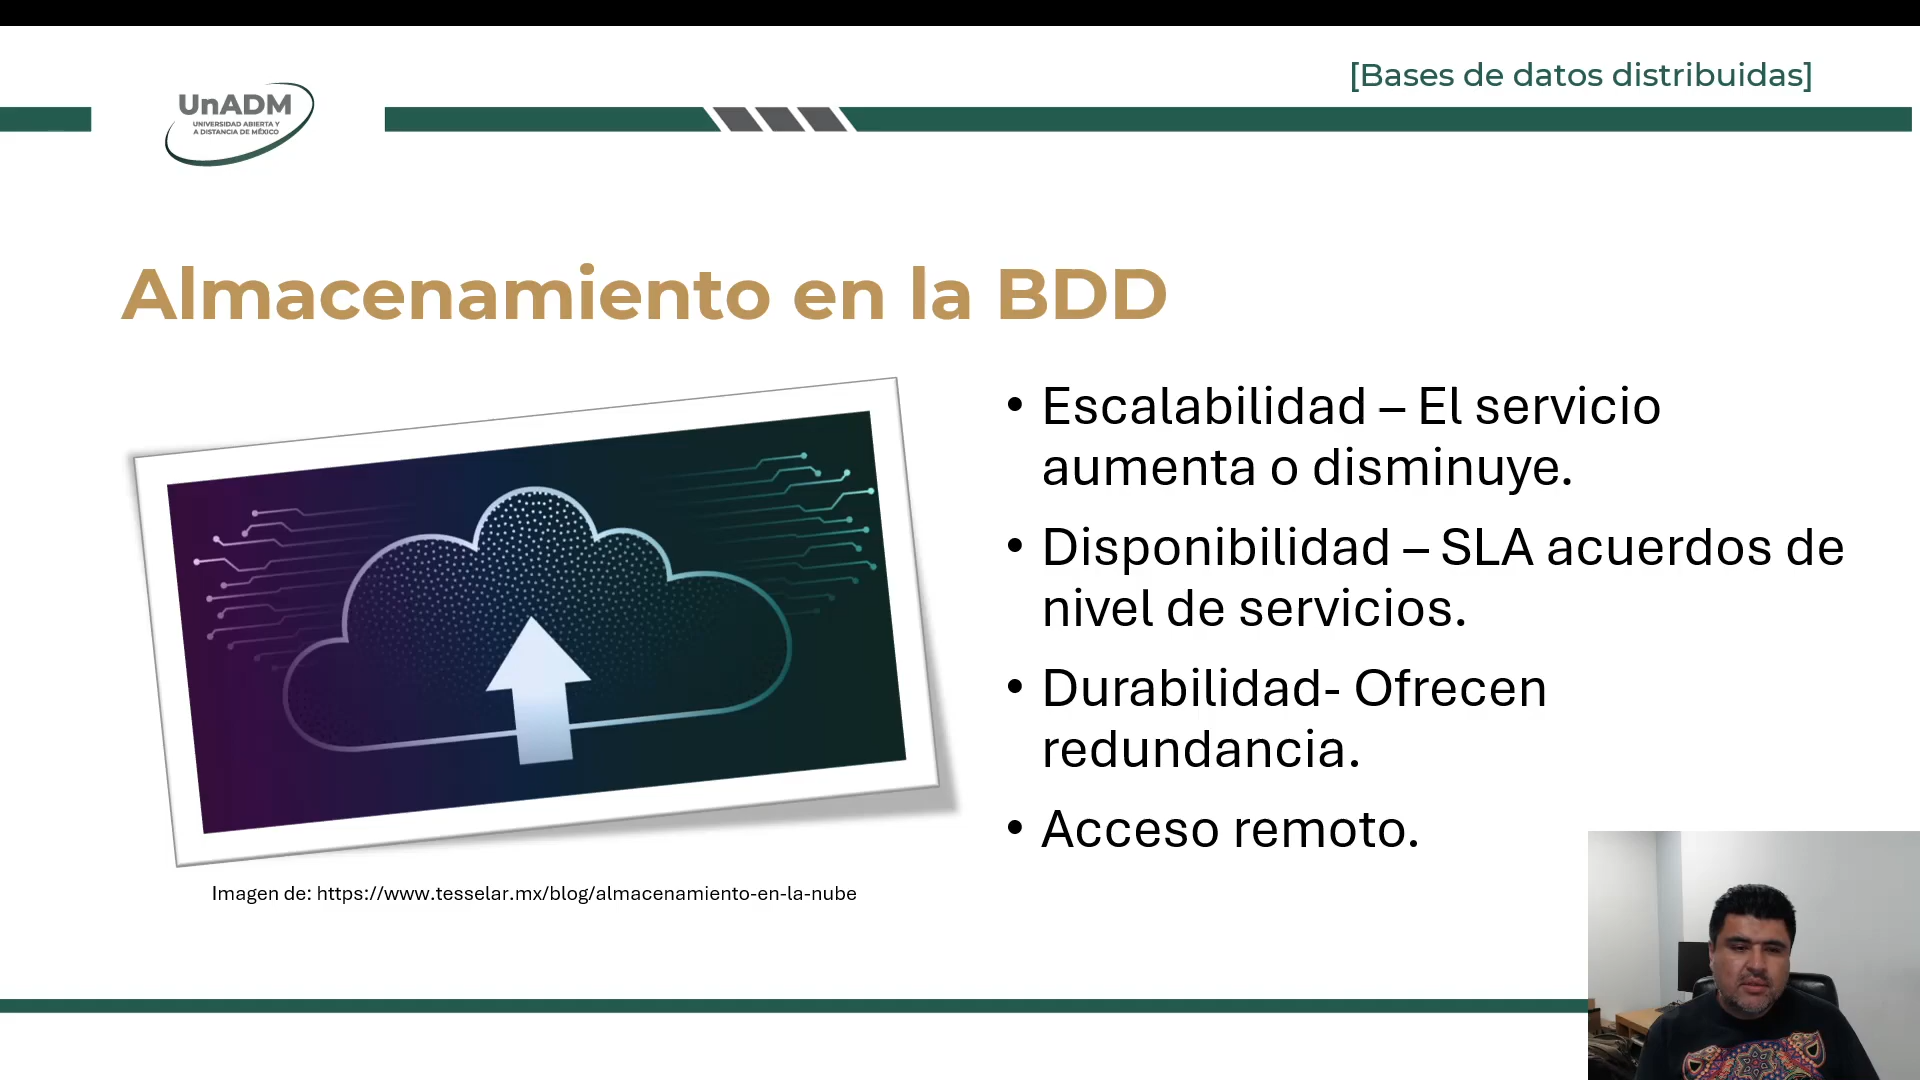 [Bases de datos distribuidas]
UnADM
UNIVERSIDAD ABIERTA Y
A DISTANCIA DE MÉXICO
Almacenamiento en la BDD
• Escalabilidad – El servicio
aumenta o disminuye.
• Disponibilidad – SLA acuerdos de
nivel de servicios.
• Durabilidad- Ofrecen
redundancia.
• Acceso remoto.
Imagen de: https://www.tesselar.mx/blog/almacenamiento-en-la-nube